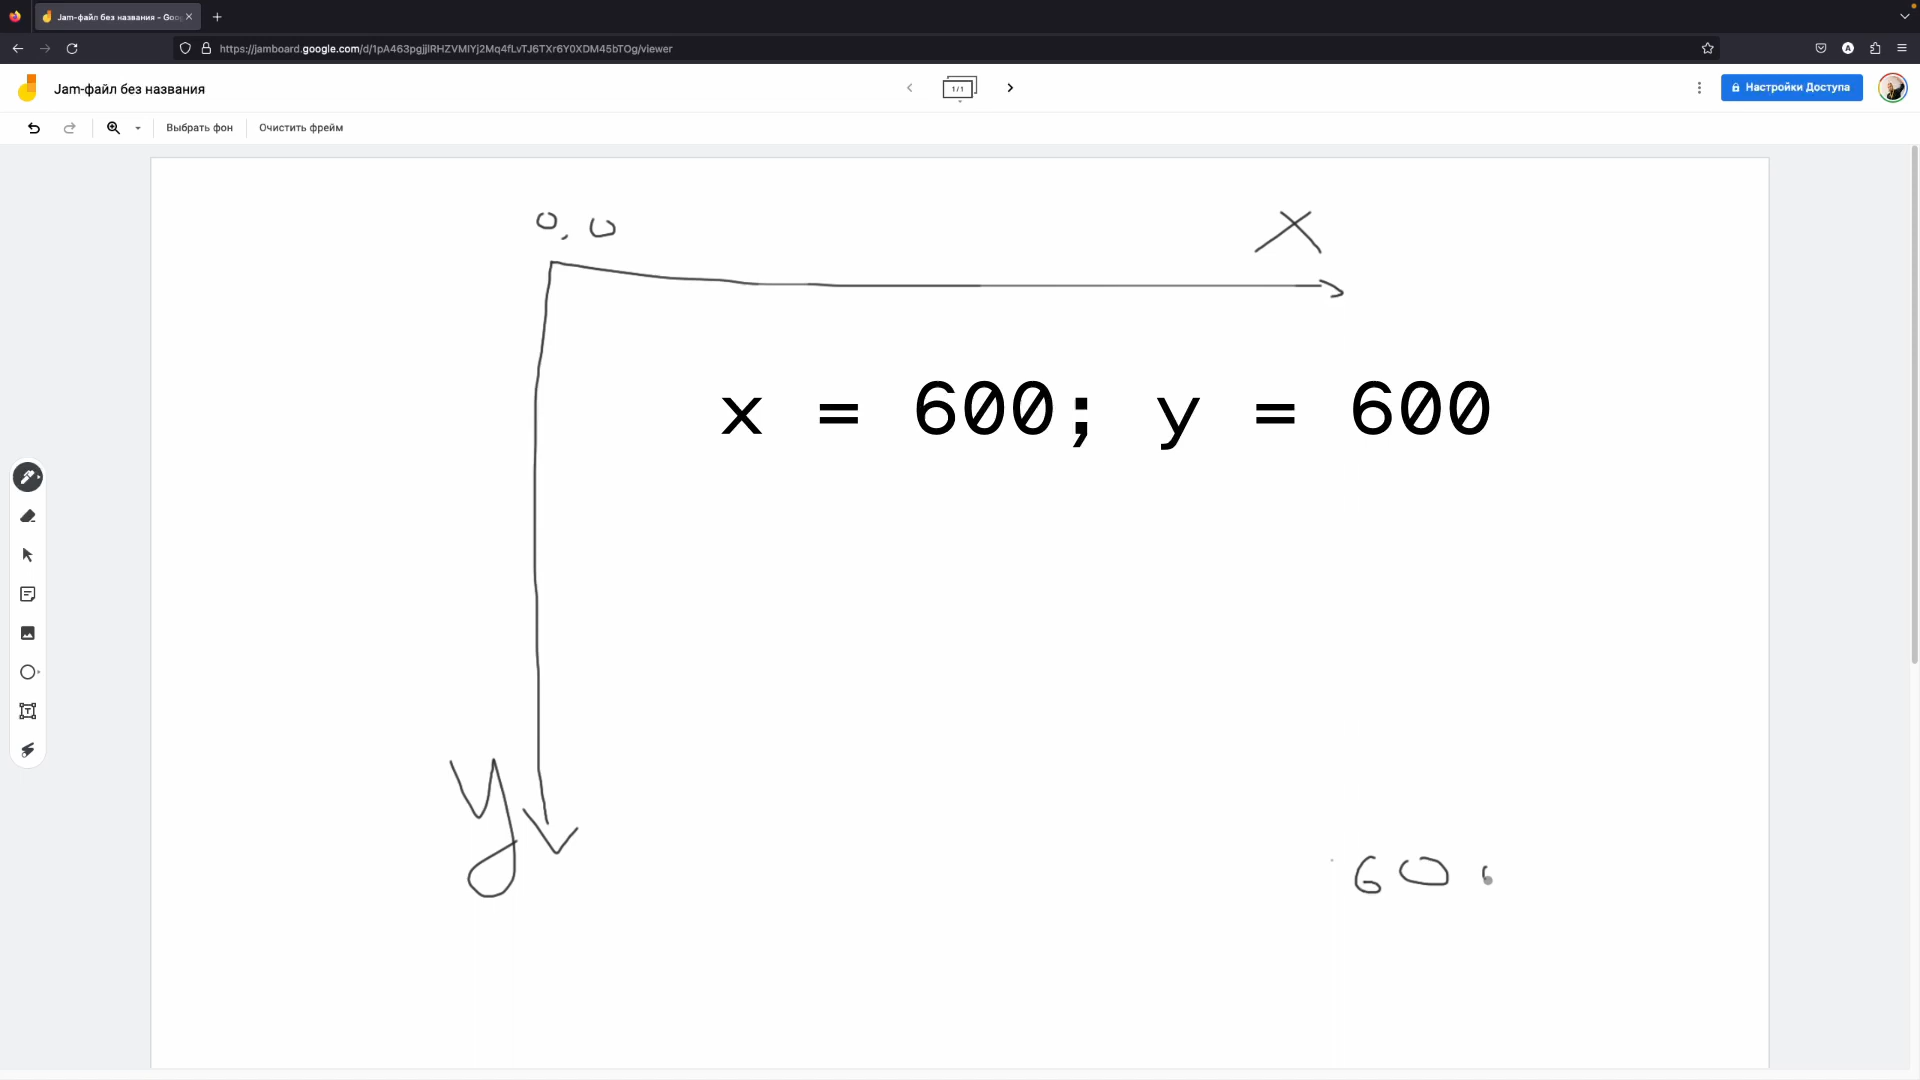 Jam-файл без названия - Goo
https://jamboard.google.com/d/1pA463pgjjlRHZVMlYj2Mq4fLvTJ6TXr6Y0XDM45bTOg/viewer
Jam-файл без названия
1/1
Настройки Доступа
Выбрать фон
Очистить фрейм
0, 0
X
x = 600; y = 600
y
60